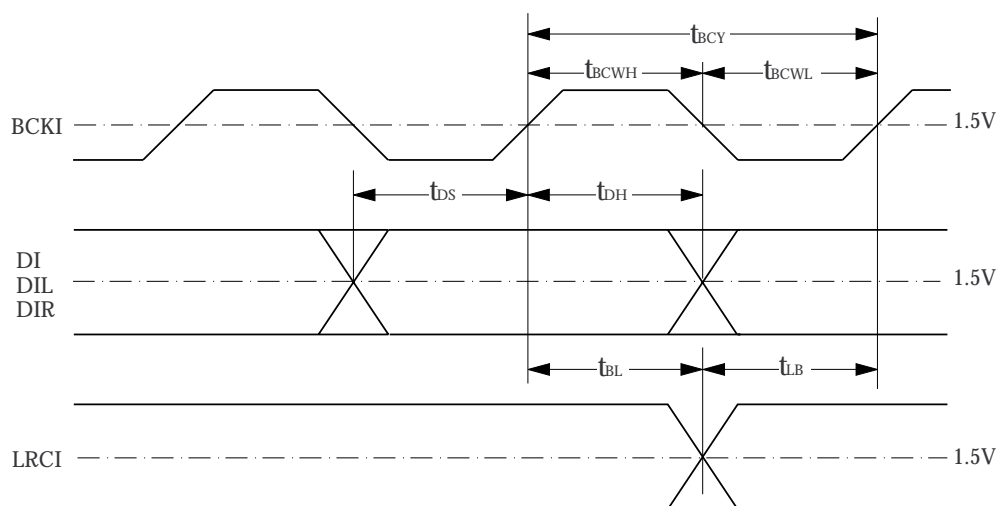 tBCY
tBCWH tBCWL
BCKI 1.5V
tDS tDH
DI
DIL 1.5V
DIR
tBL tLB
LRCI 1.5V